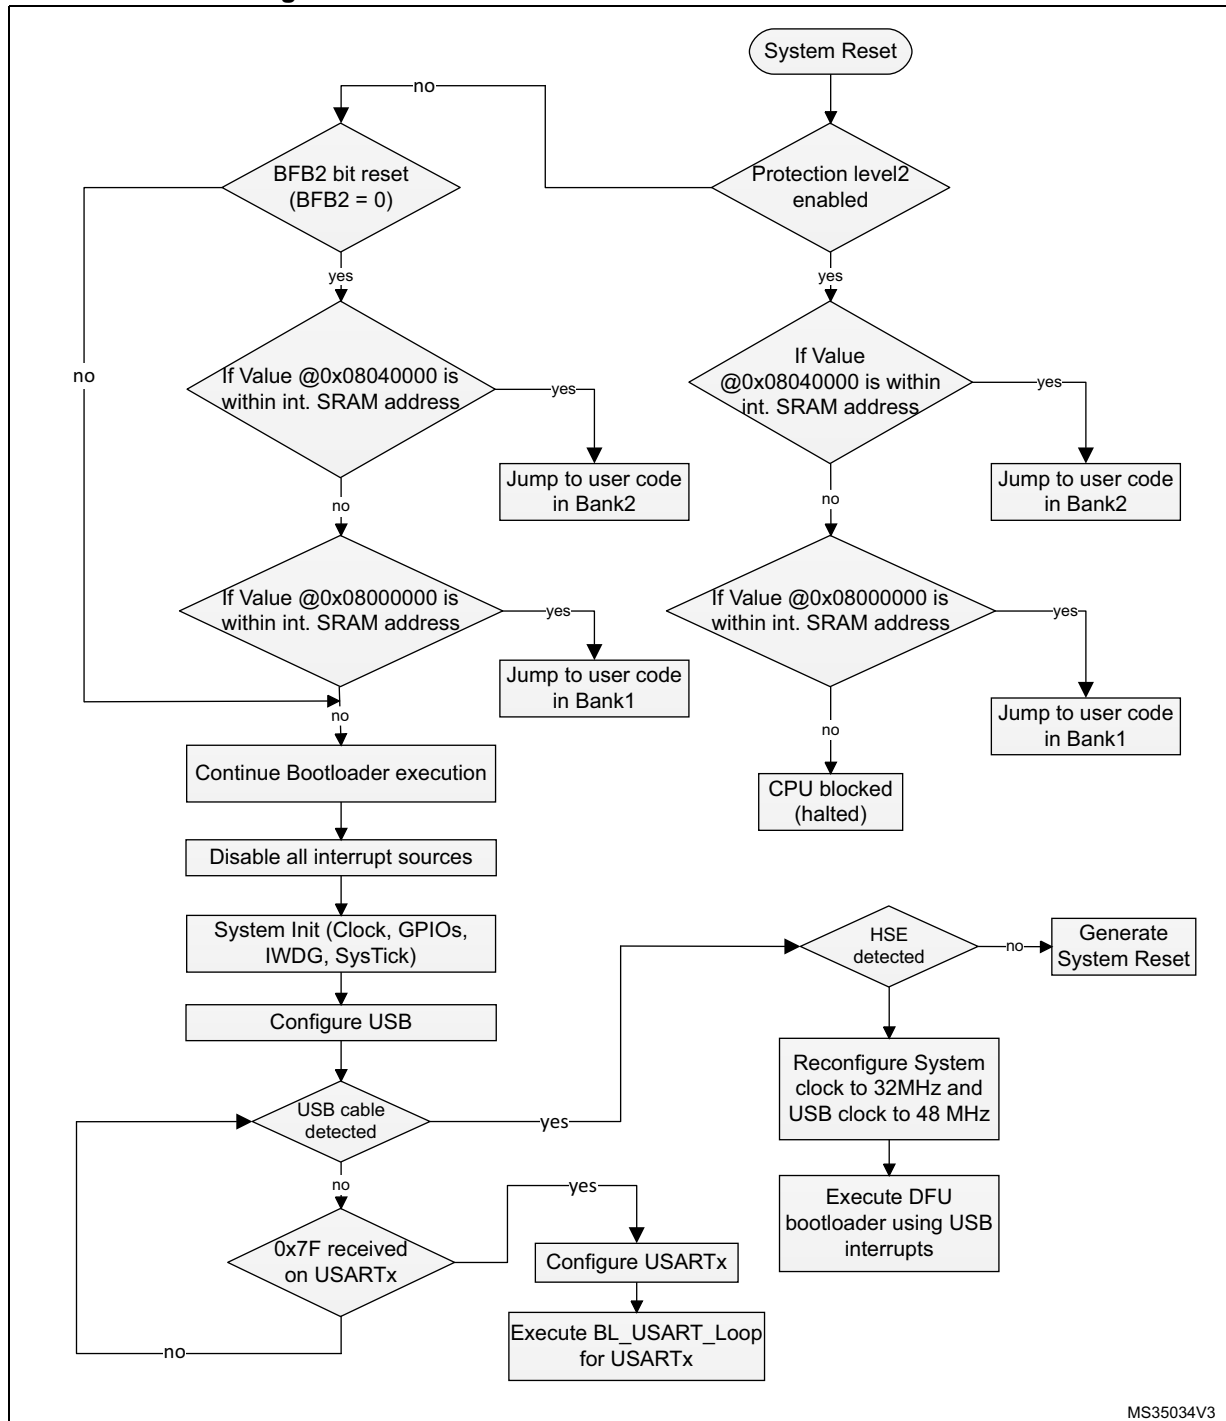 System Reset
no
BFB2 bit reset
(BFB2 = 0)
Protection level2
enabled
yes
yes
no
If Value @0x08040000 is
within int. SRAM address
yes
If Value
@0x08040000 is within
int. SRAM address
yes
Jump to user code
in Bank2
Jump to user code
in Bank2
no
no
If Value @0x08000000 is
within int. SRAM address
yes
If Value @0x08000000 is
within int. SRAM address
yes
Jump to user code
in Bank1
Jump to user code
in Bank1
no
no
Continue Bootloader execution
CPU blocked
(halted)
Disable all interrupt sources
System Init (Clock, GPIOs,
IWDG, SysTick)
HSE
detected
no
Generate
System Reset
Configure USB
Reconfigure System
clock to 32MHz and
USB clock to 48 MHz
USB cable
detected
yes
no
yes
Execute DFU
bootloader using USB
interrupts
0x7F received
on USARTx
Configure USARTx
Execute BL_USART_Loop
for USARTx
no
MS35034V3